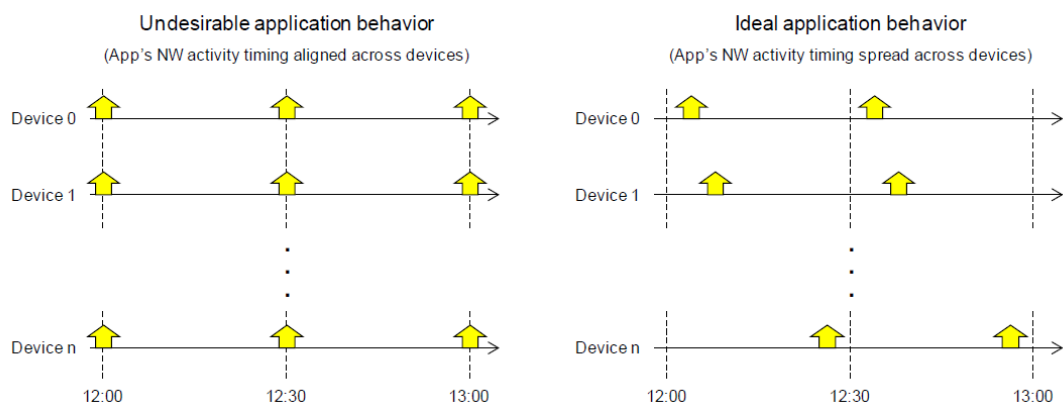 Undesirable application behavior
(App's NW activity timing aligned across devices)
Device 0
Device 1
Device n
12:00
12:30
13:00
Ideal application behavior
(App's NW activity timing spread across devices)
Device 0
Device 1
Device n
12:00
12:30
13:00